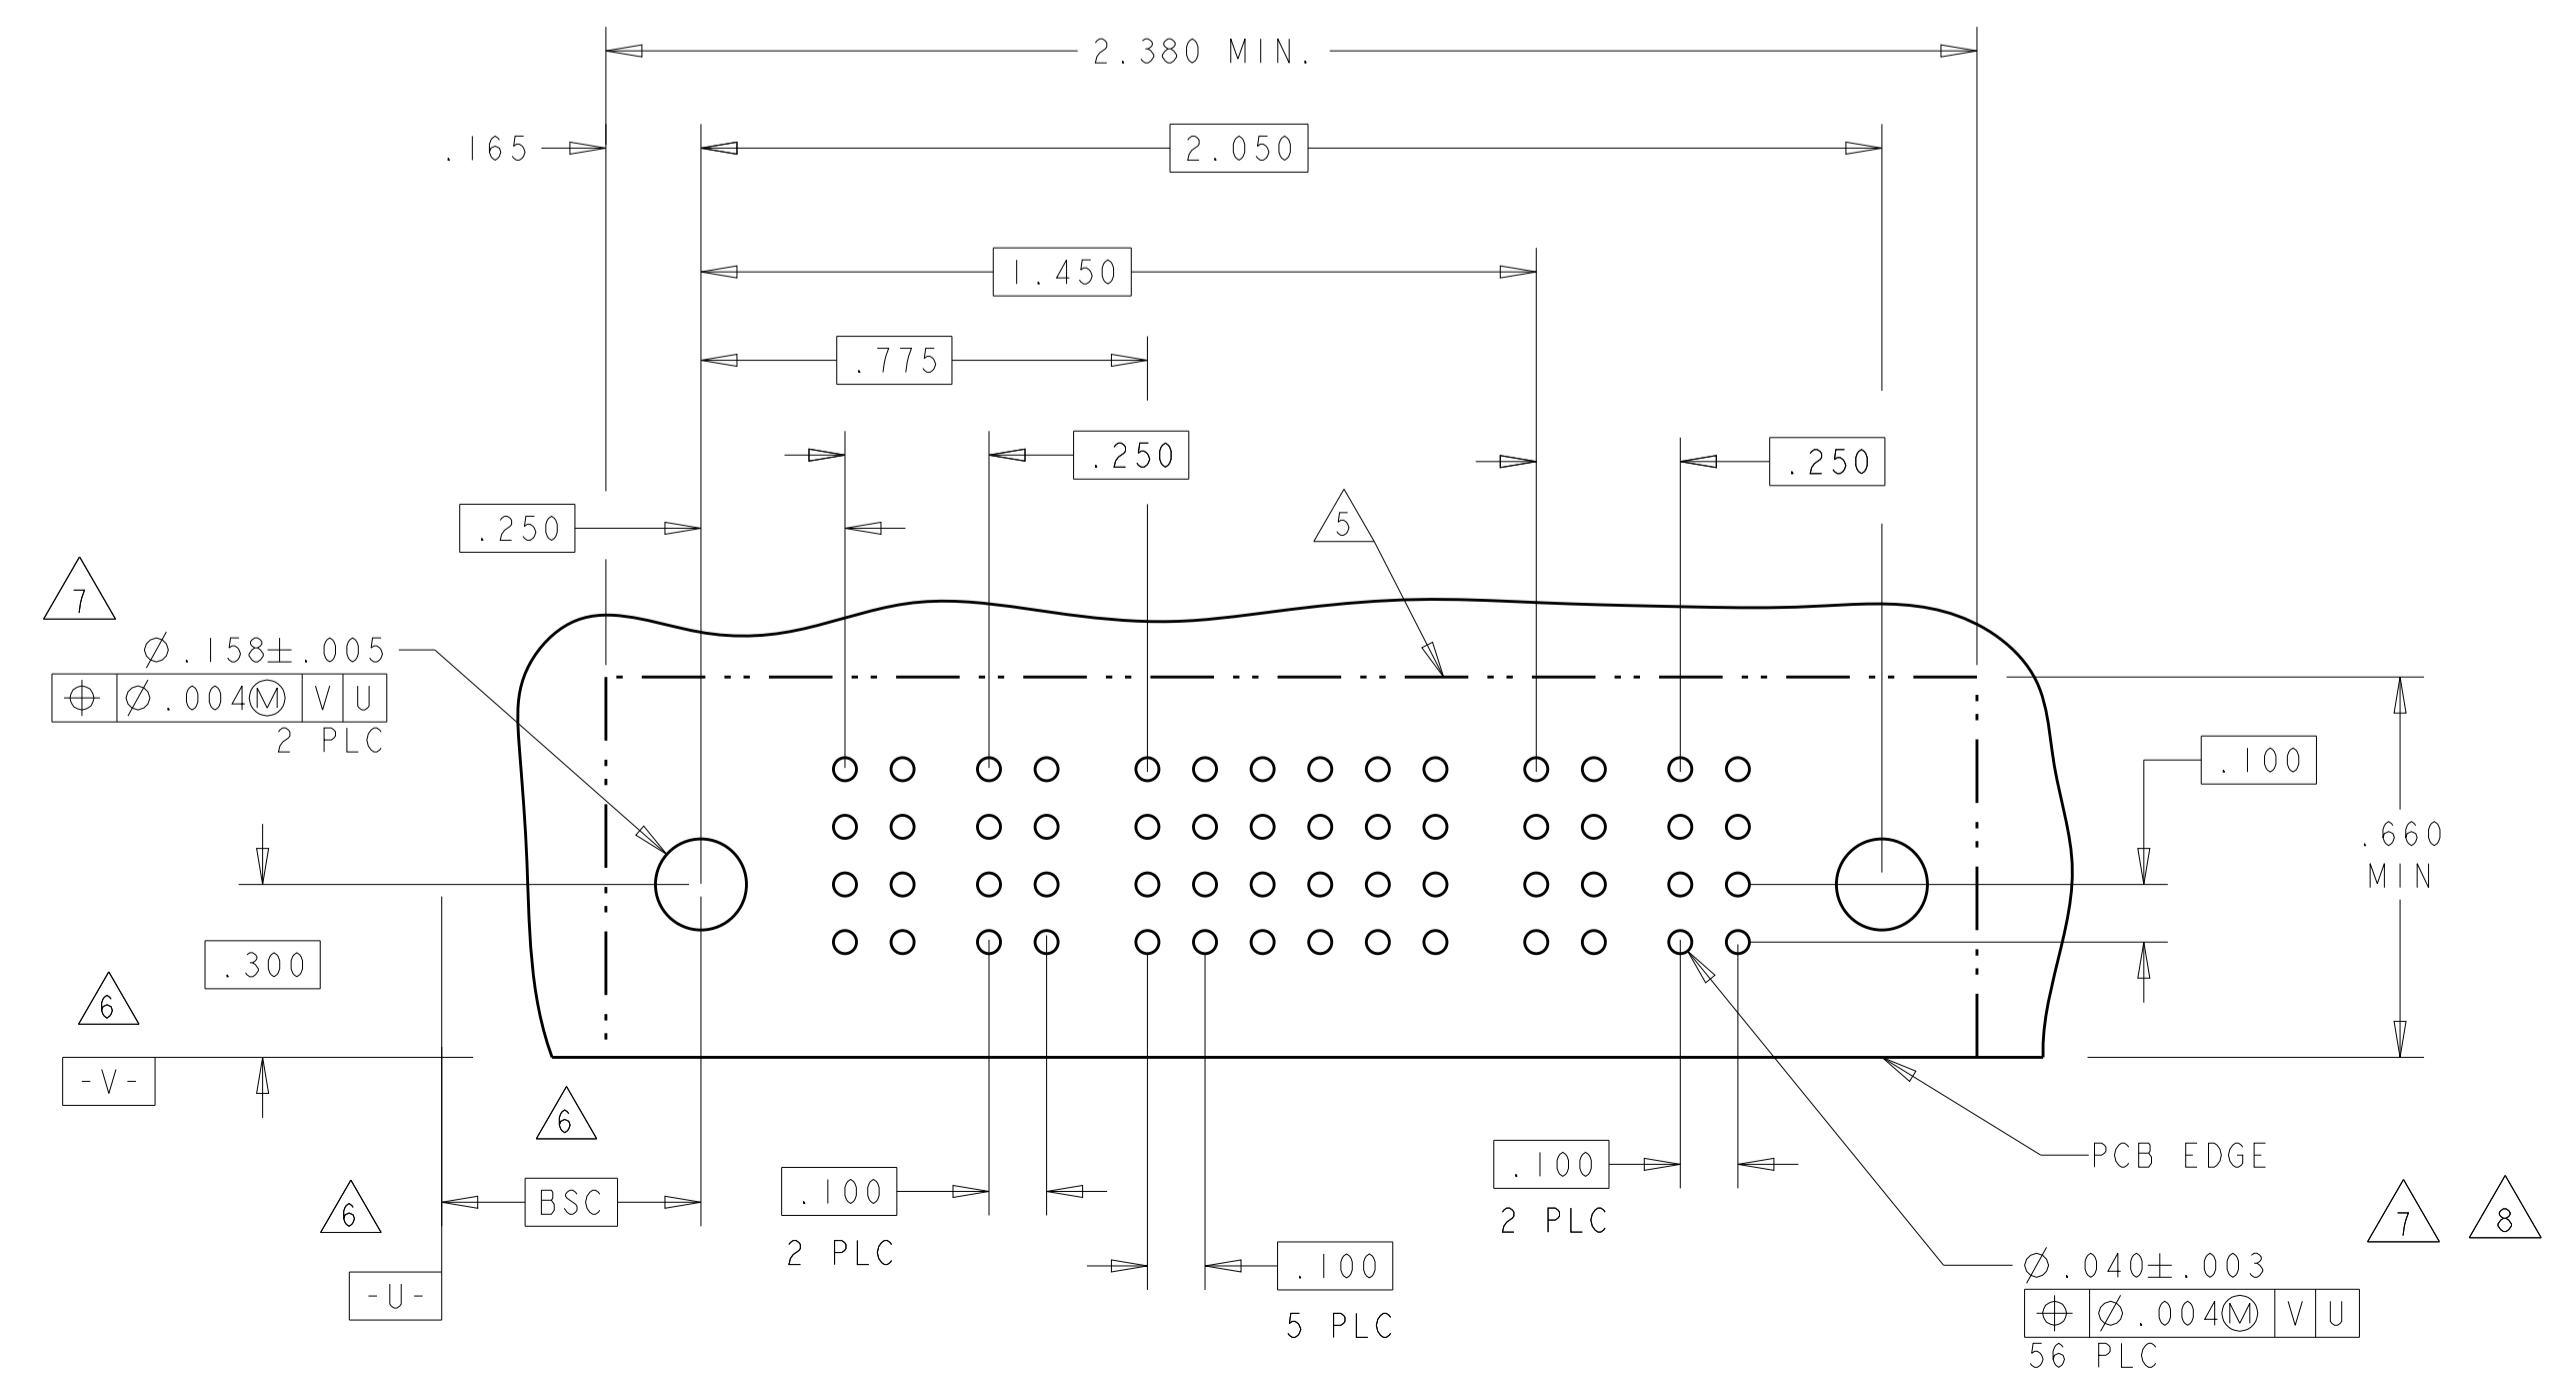 2.380 MIN.
.165
2.050
1.450
.775
.250
.250
.250
5
7
Ø.158±.005
⌖ Ø.004Ⓜ V U
2 PLC
.100
.660
MIN
.300
6
-V-
6
6
BSC
-U-
.100
2 PLC
.100
5 PLC
.100
2 PLC
PCB EDGE
7 8
Ø.040±.003
⌖ Ø.004Ⓜ V U
56 PLC